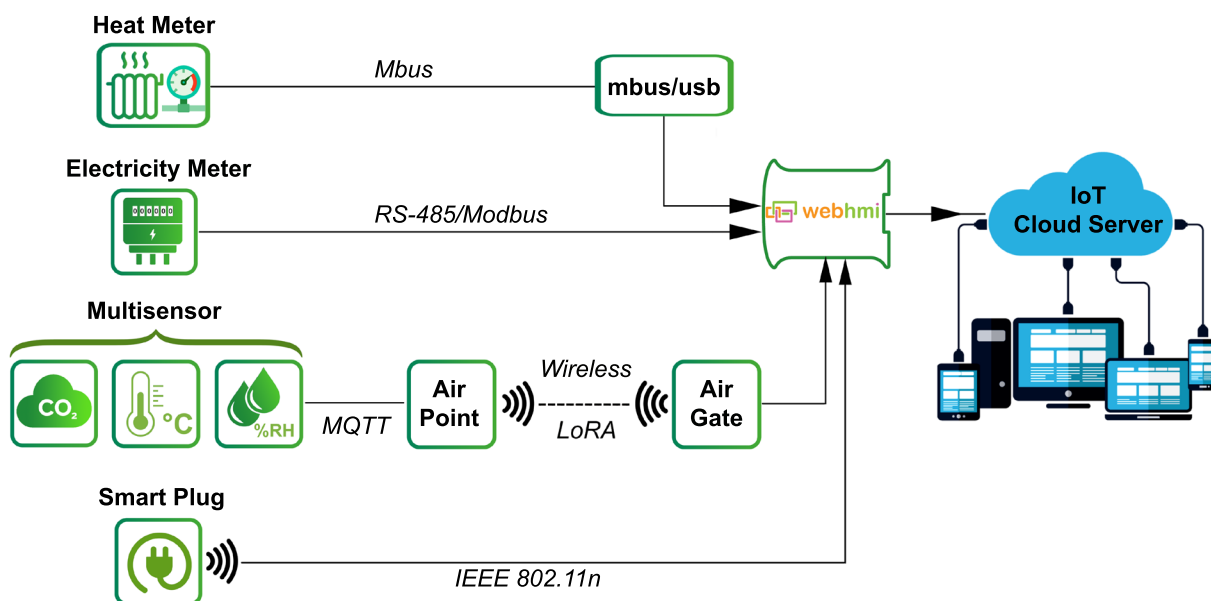 Heat Meter
Mbus
mbus/usb
Electricity Meter
000000
RS-485/Modbus
webhmi
IoT
Cloud Server
Multisensor
CO₂
°C
%RH
MQTT
Air
Point
Wireless
LoRA
Air
Gate
Smart Plug
IEEE 802.11n